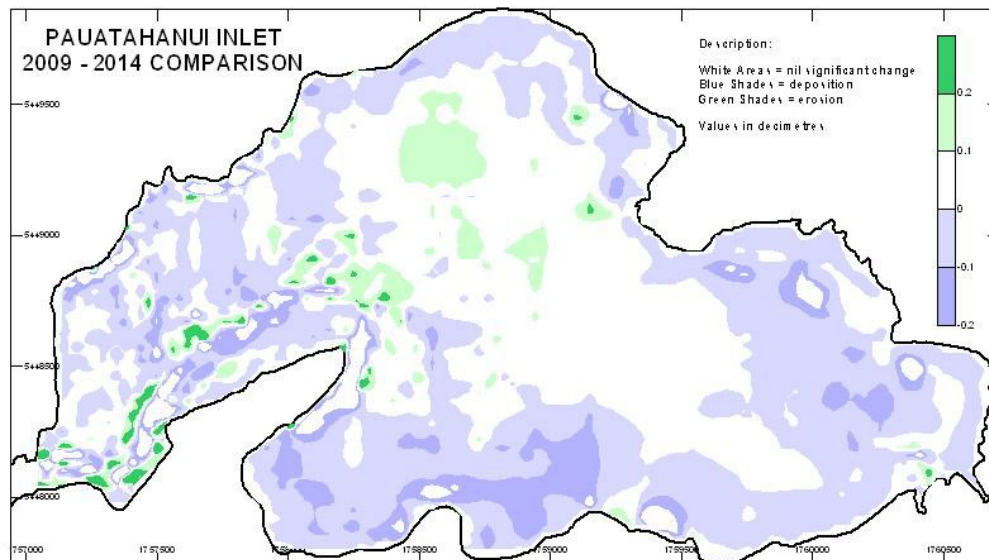 PAUATAHANUI INLET
2009 - 2014 COMPARISON
Description:
White Areas = nil significant change
Blue Shades = deposition
Green Shades = erosion
Values in decimetres
0.2
0.1
0
-0.1
-0.2
5449500
5449000
5448500
5448000
1757000
1757500
1758500
1759000
1759500
1760000
1760500